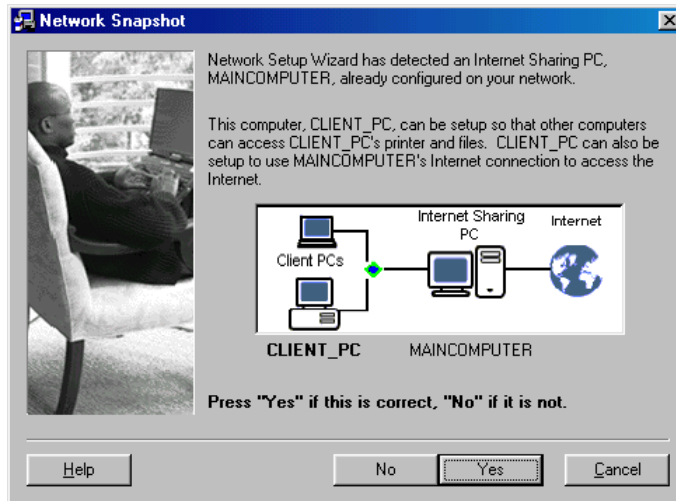 Network Snapshot
Network Setup Wizard has detected an Internet Sharing PC,
MAINCOMPUTER, already configured on your network.
This computer, CLIENT_PC, can be setup so that other computers
can access CLIENT_PC's printer and files.  CLIENT_PC can also be
setup to use MAINCOMPUTER's Internet connection to access the
Internet.
Internet Sharing
PC
Internet
Client PCs
CLIENT_PC
MAINCOMPUTER
Press "Yes" if this is correct, "No" if it is not.
Help
No
Yes
Cancel